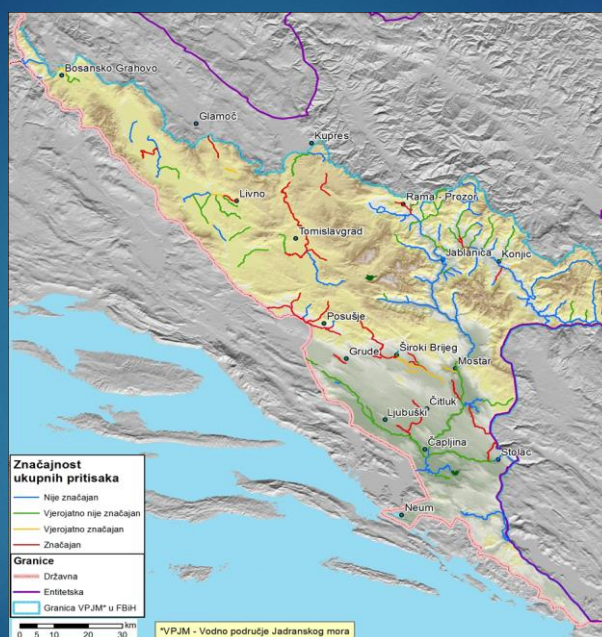 Bosansko Grahovo
Glamoč
Kupres
Livno
Rama - Prozor
Tomislavgrad
Jablanica
Konjic
Posušje
Široki Brijeg
Grude
Mostar
Čitluk
Ljubuški
Čapljina
Stolac
Neum
Značajnost
ukupnih pritisaka
Nije značajan
Vjerojatno nije značajan
Vjerojatno značajan
Značajan
Granice
Državna
Entitetska
Granica VPJM* u FBiH
km
0 5 10 20 30
*VPJM - Vodno područje Jadranskog mora